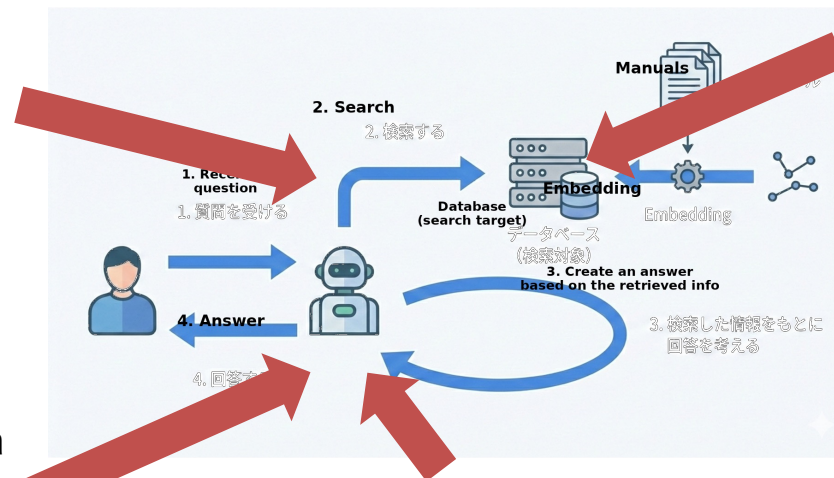 Manuals
2. Search
2. 検索する
1.
question
1. 質問を受ける
Embedding
Embedding
Database
(search target)
データベース
(検索対象)
3. Create an answer
based on the retrieved info
4. Answer
3. 検索した情報をもとに
回答を考える
4. 回答